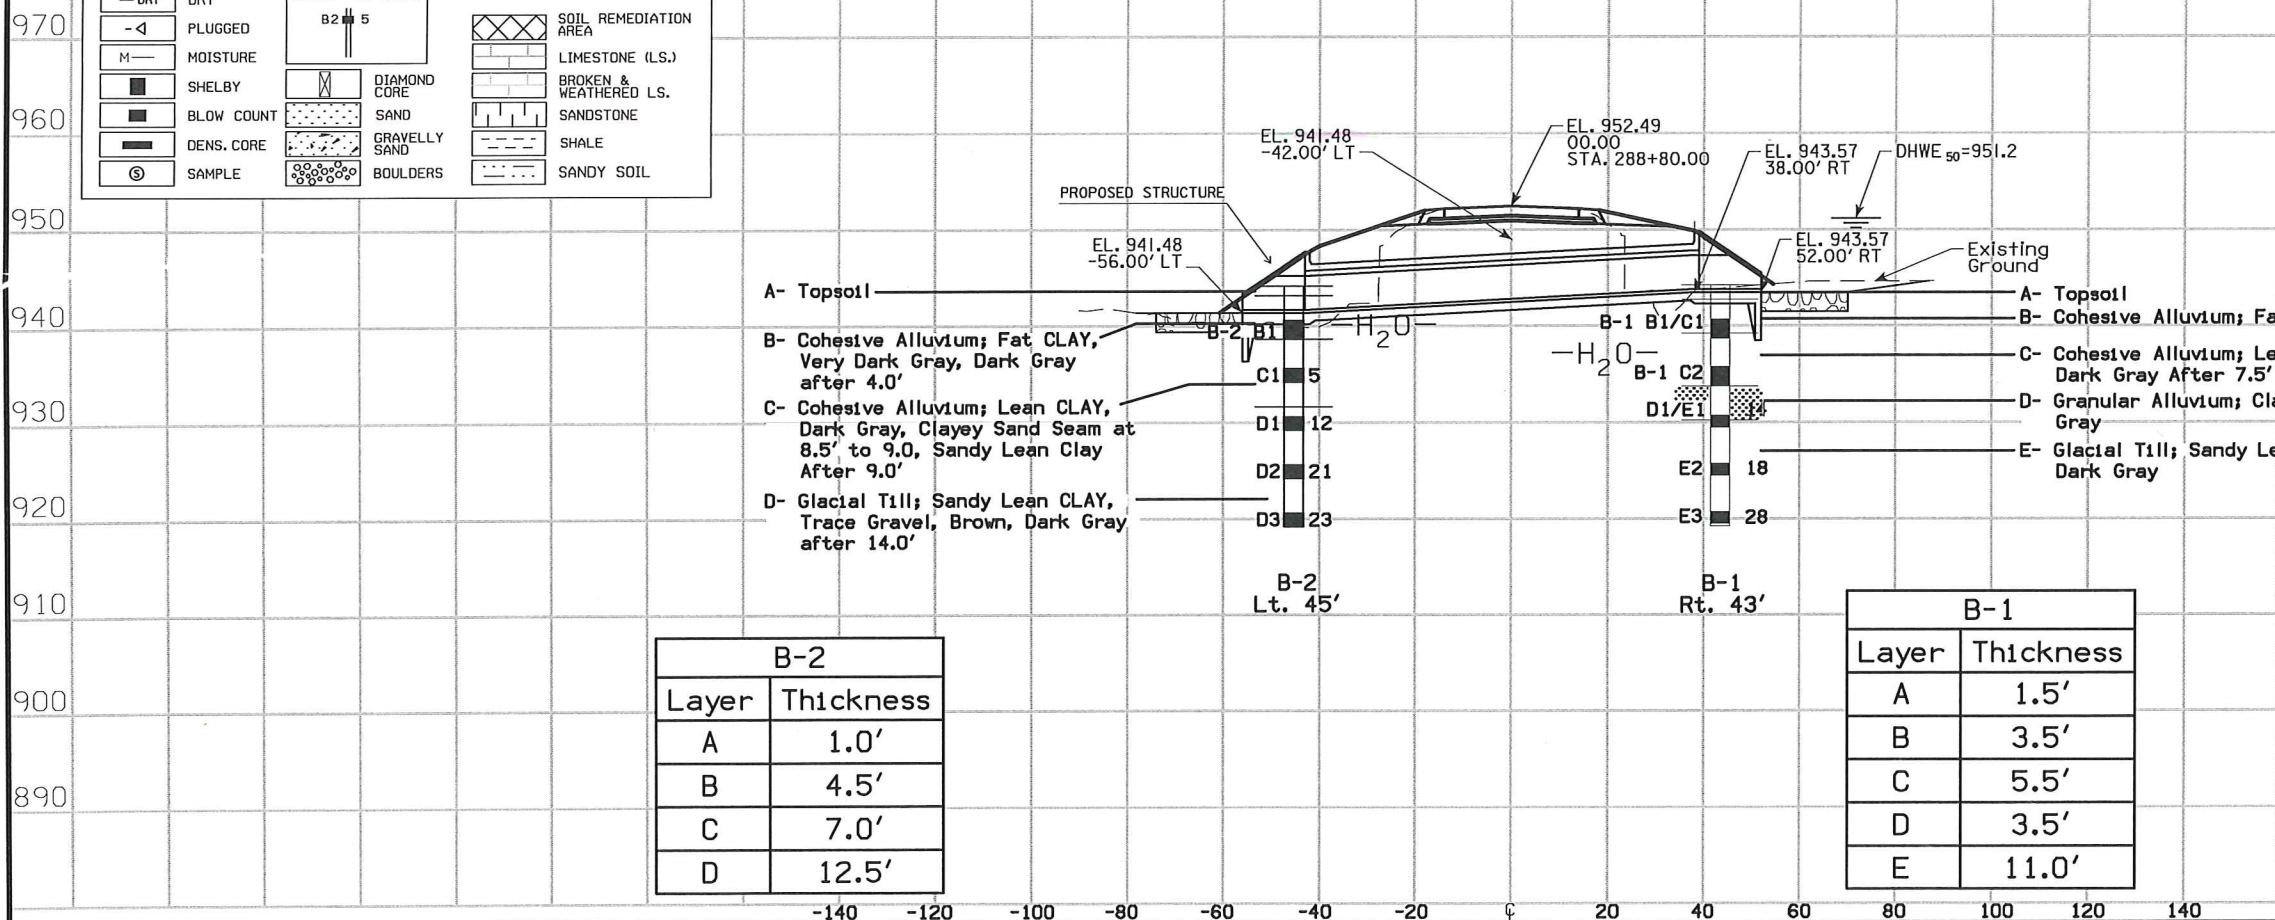 970
960
950
940
930
920
910
900
890
DRY DRY
PLUGGED
M MOISTURE
SHELBY
BLOW COUNT
DENS. CORE
S SAMPLE
B2 5
DIAMOND
CORE
SAND
GRAVELLY
SAND
BOULDERS
SOIL REMEDIATION
AREA
LIMESTONE (LS.)
BROKEN &
WEATHERED LS.
SANDSTONE
SHALE
SANDY SOIL
EL. 941.48
-42.00' LT
EL. 952.49
00.00
STA. 288+80.00
EL. 943.57
38.00' RT
DHWE 50=951.2
PROPOSED STRUCTURE
EL. 941.48
-56.00' LT
EL. 943.57
52.00' RT
Existing
Ground
A- Topsoil
B- Cohesive Alluvium; Fat CLAY,
Very Dark Gray, Dark Gray
after 4.0'
C- Cohesive Alluvium; Lean CLAY,
Dark Gray, Clayey Sand Seam at
8.5' to 9.0, Sandy Lean Clay
After 9.0'
D- Glacial Till; Sandy Lean CLAY,
Trace Gravel, Brown, Dark Gray
after 14.0'
B-2 B1
C1 5
D1 12
D2 21
D3 23
B-2
Lt. 45'
H2O
H2O
B-1 B1/C1
B-1 C2
D1/E1 14
E2 18
E3 28
B-1
Rt. 43'
A- Topsoil
B- Cohesive Alluvium; Fa
C- Cohesive Alluvium; Le
Dark Gray After 7.5'
D- Granular Alluvium; Cla
Gray
E- Glacial Till; Sandy Le
Dark Gray
B-2
Layer Thickness
A 1.0'
B 4.5'
C 7.0'
D 12.5'
B-1
Layer Thickness
A 1.5'
B 3.5'
C 5.5'
D 3.5'
E 11.0'
-140 -120 -100 -80 -60 -40 -20 ℄ 20 40 60 80 100 120 140